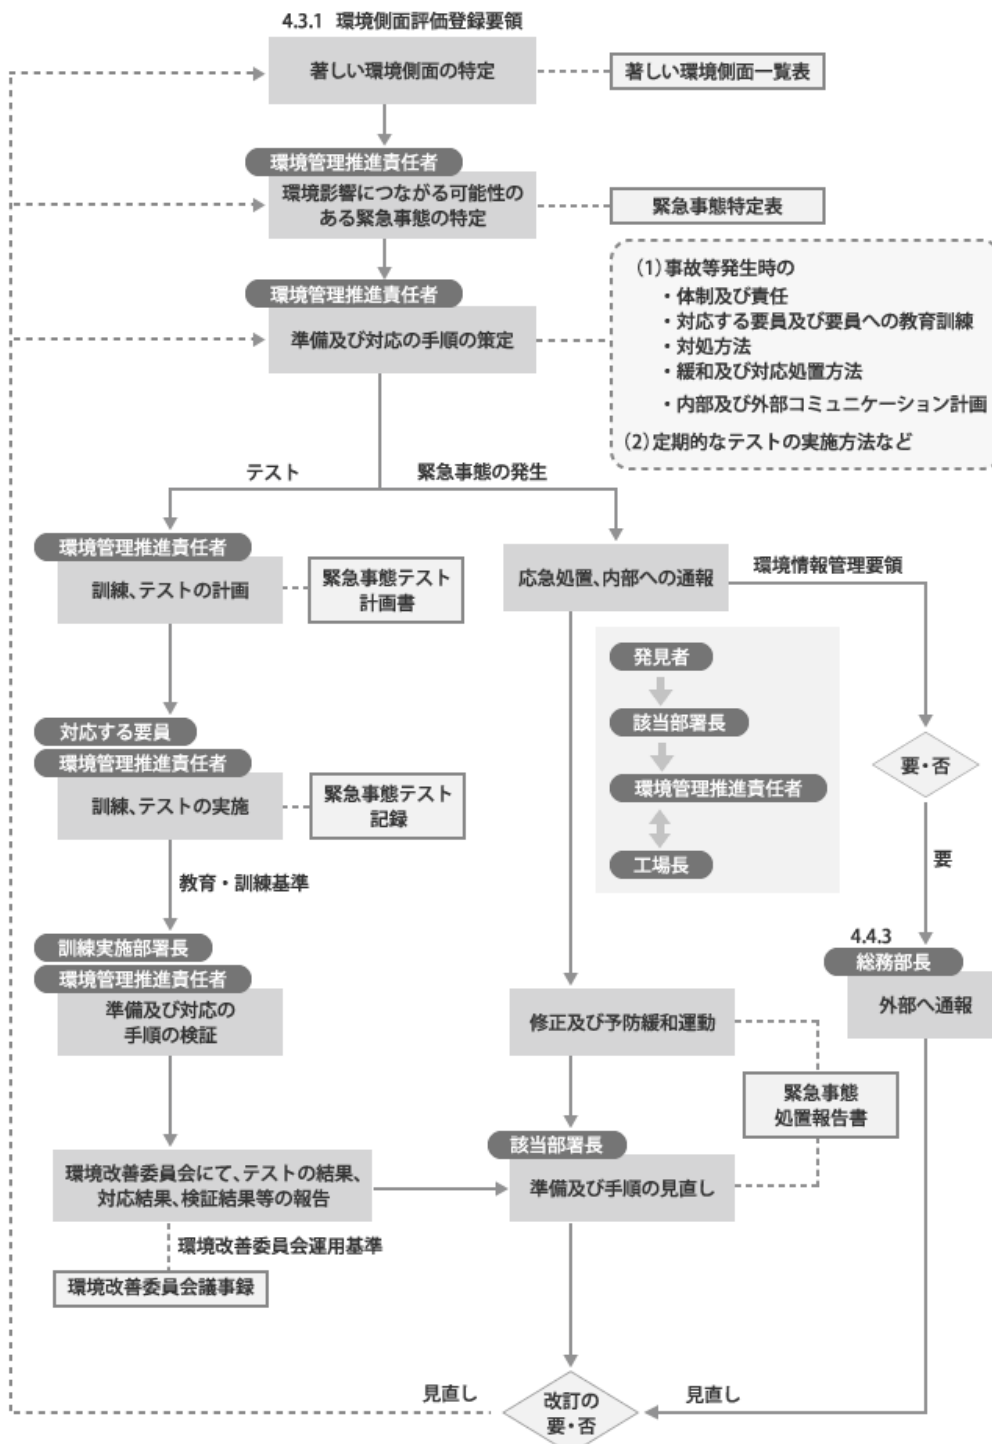 4.3.1 環境側面評価登録要領
著しい環境側面の特定
著しい環境側面一覧表
環境管理推進責任者
環境影響につながる可能性の
ある緊急事態の特定
緊急事態特定表
環境管理推進責任者
準備及び対応の手順の策定
(1)事故等発生時の
・体制及び責任
・対応する要員及び要員への教育訓練
・対処方法
・緩和及び対応処置方法
・内部及び外部コミュニケーション計画
(2)定期的なテストの実施方法など
テスト
緊急事態の発生
環境管理推進責任者
訓練、テストの計画
緊急事態テスト
計画書
応急処置、内部への通報
環境情報管理要領
発見者
該当部署長
環境管理推進責任者
工場長
要・否
要
対応する要員
環境管理推進責任者
訓練、テストの実施
緊急事態テスト
記録
教育・訓練基準
訓練実施部署長
環境管理推進責任者
準備及び対応の
手順の検証
4.4.3
総務部長
外部へ通報
修正及び予防緩和運動
緊急事態
処置報告書
該当部署長
準備及び手順の見直し
環境改善委員会にて、テストの結果、
対応結果、検証結果等の報告
環境改善委員会運用基準
環境改善委員会議事録
見直し
改訂の
要・否
見直し